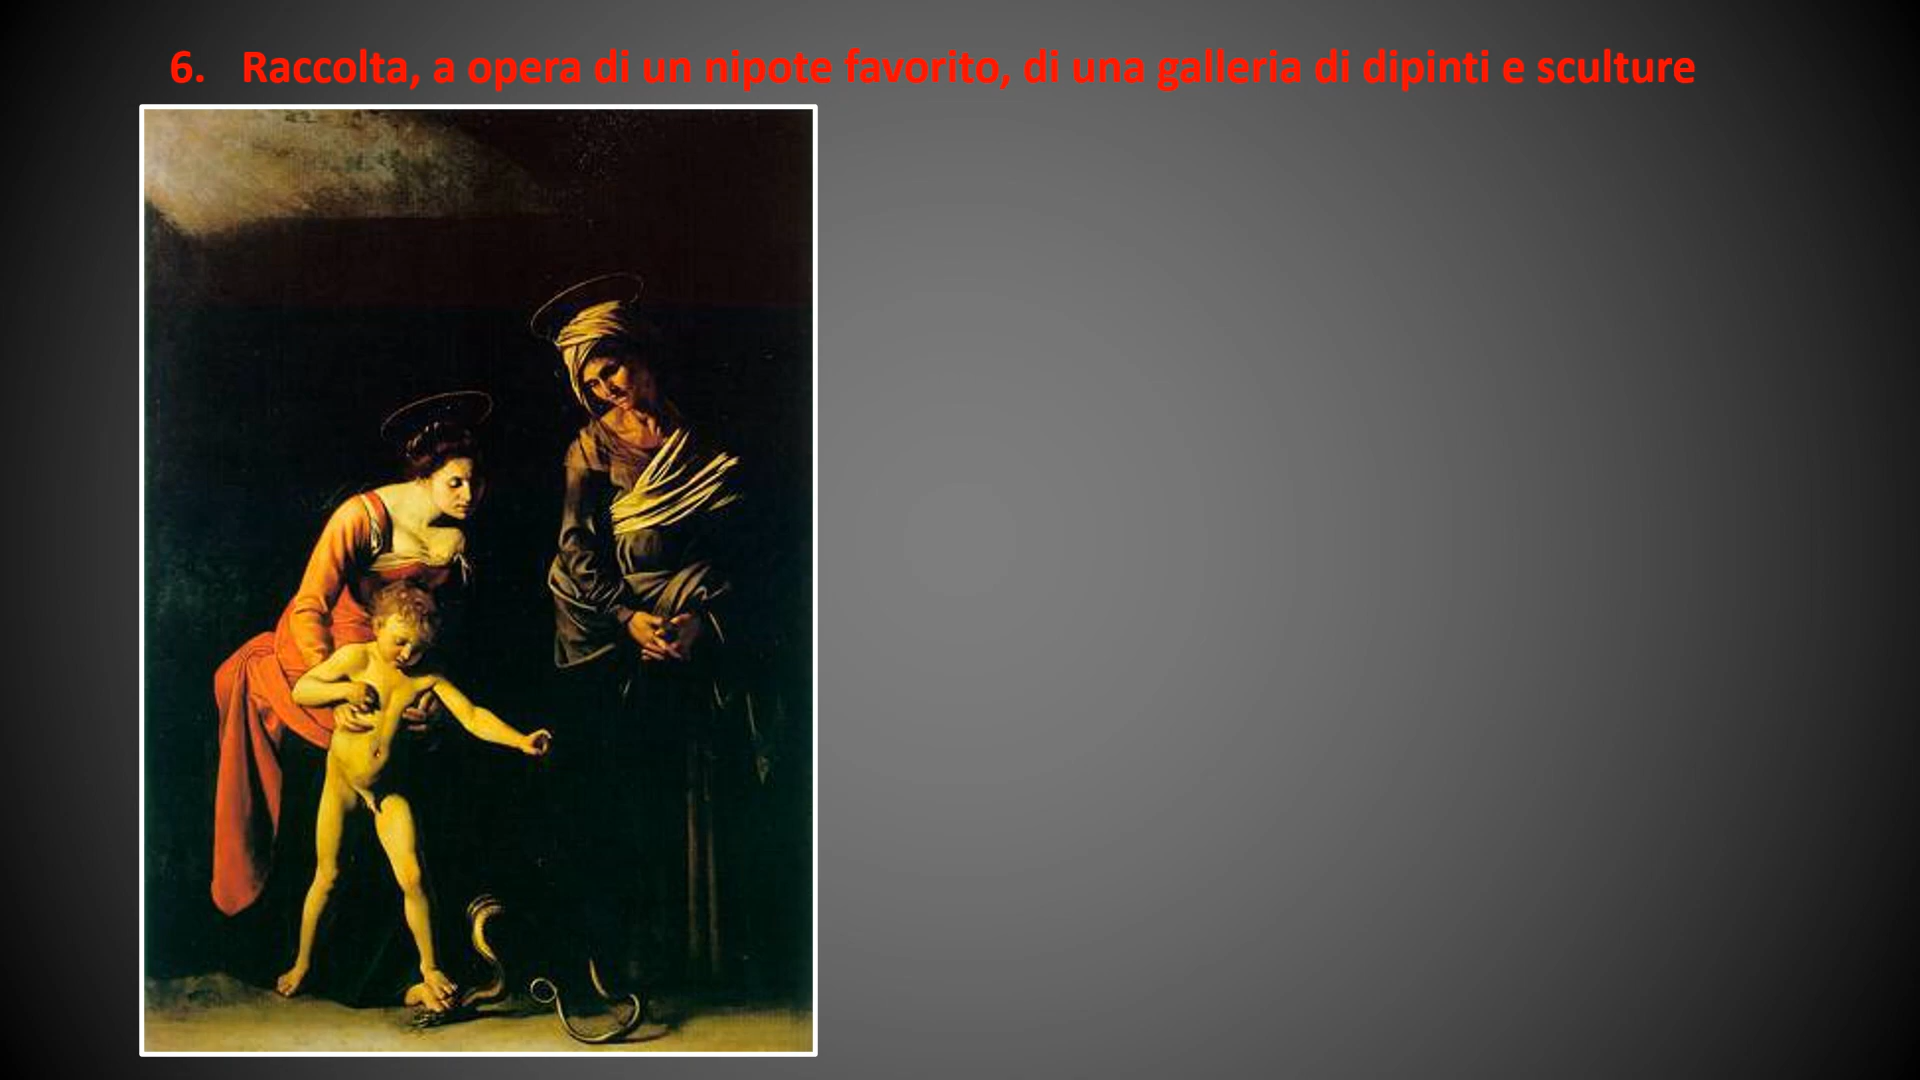 6. Raccolta, a opera di un nipote favorito, di una galleria di dipinti e sculture